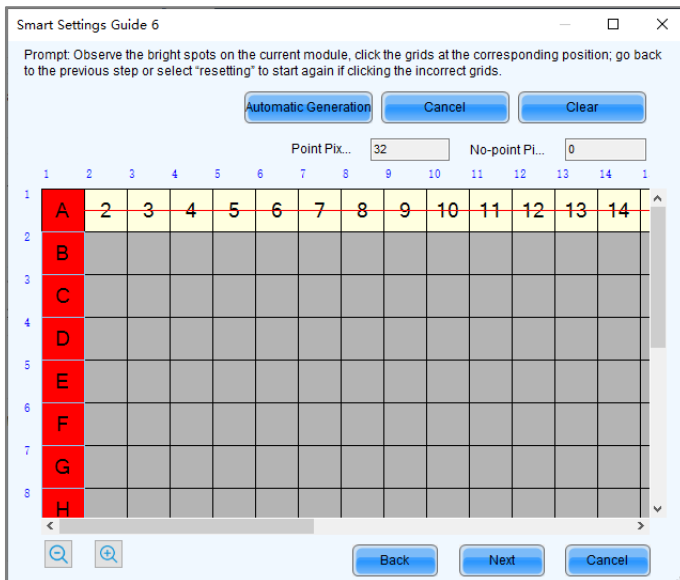 Smart Settings Guide 6
Prompt: Observe the bright spots on the current module, click the grids at the corresponding position; go back
to the previous step or select “resetting” to start again if clicking the incorrect grids.
Automatic Generation Cancel Clear
Point Pix... 32 No-point Pi... 0
1 2 3 4 5 6 7 8 9 10 11 12 13 14 1
1 A 2 3 4 5 6 7 8 9 10 11 12 13 14
2 B
3 C
4 D
5 E
6 F
7 G
8 H
Back Next Cancel